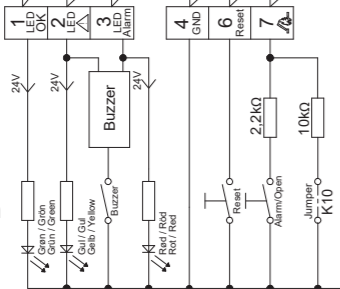 1
LED
OK
2
LED
3
LED
Alarm
4
GND
6
Reset
7
24V
24V
24V
Buzzer
2,2kΩ
10kΩ
Grøn / Grön
Grün / Green
Gul / Gul
Gelb / Yellow
Buzzer
Rød / Röd
Rot / Red
Reset
Alarm/Open
Jumper
K10